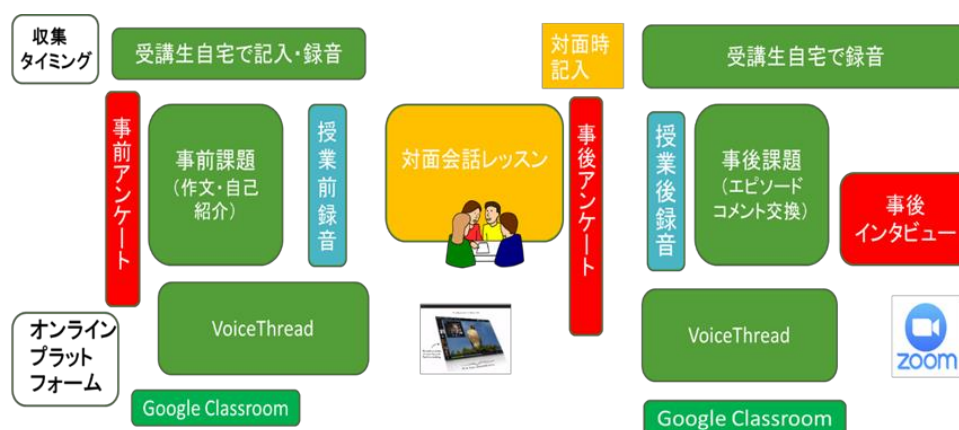 収集
タイミング
受講生自宅で記入・録音
対面時
記入
受講生自宅で録音
事前アンケート
事前課題
（作文・自己
紹介）
授業前録音
対面会話レッスン
事後アンケート
授業後録音
事後課題
（エピソード
コメント交換）
事後
インタビュー
オンライン
プラット
フォーム
VoiceThread
VoiceThread
zoom
Google Classroom
Google Classroom